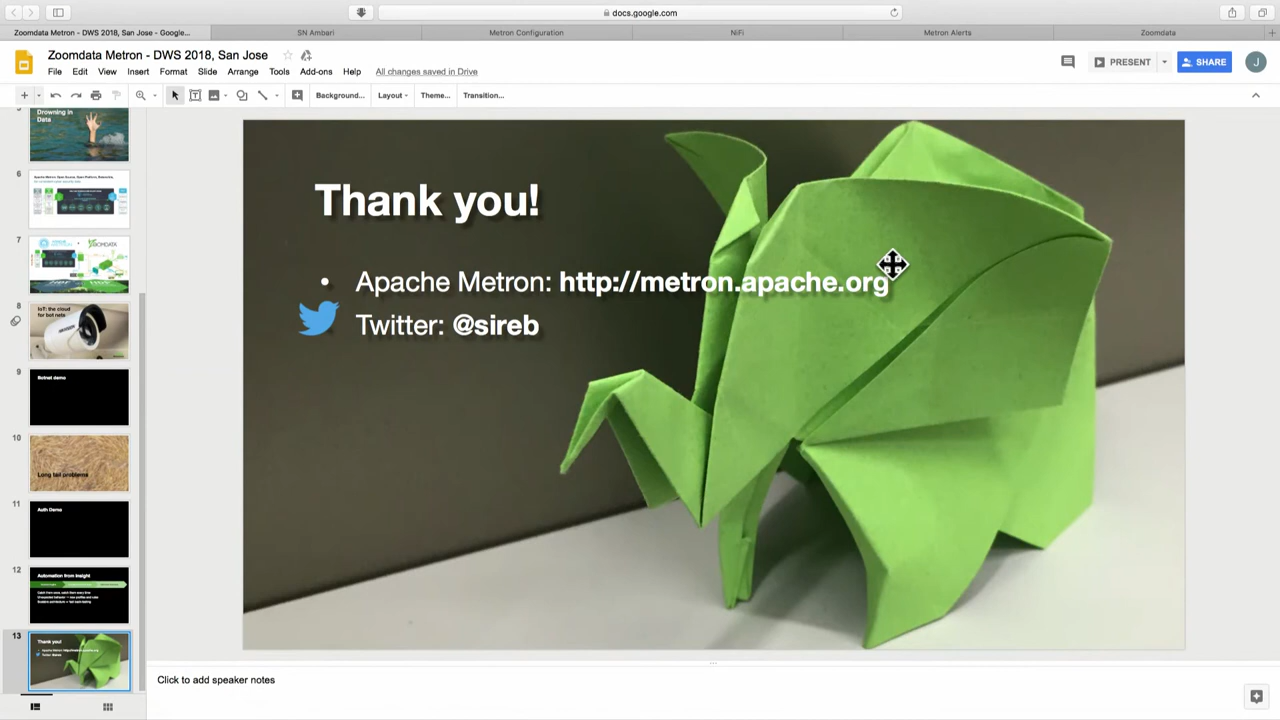 docs.google.com
Zoomdata Metron - DWS 2018, San Jose - Google...
SN Ambari
Metron Configuration
NiFi
Metron Alerts
Zoomdata
Zoomdata Metron - DWS 2018, San Jose
File Edit View Insert Format Slide Arrange Tools Add-ons Help All changes saved in Drive
PRESENT
SHARE
J
Background... Layout Theme... Transition...
Drowning in
Data
6
7
8
IoT: the cloud
for bot nets
9
Botnet demo
10
Long tail problems
11
Auth Demo
12
Automation from insight
13
Thank you!
Thank you!
• Apache Metron: http://metron.apache.org
Twitter: @sireb
Click to add speaker notes